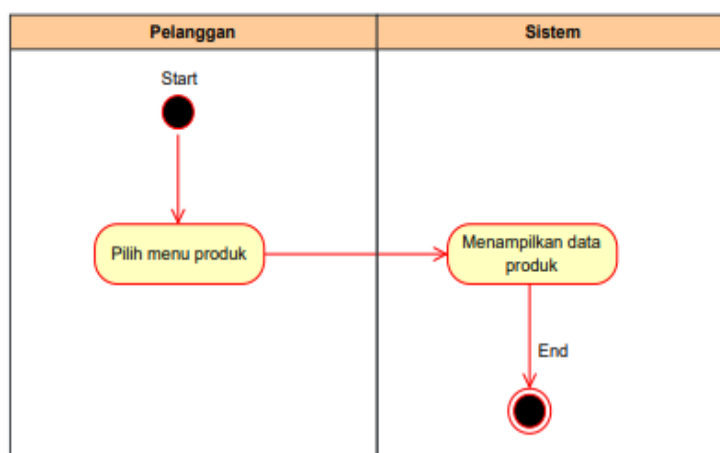 Pelanggan
Sistem
Start
Pilih menu produk
Menampilkan data
produk
End